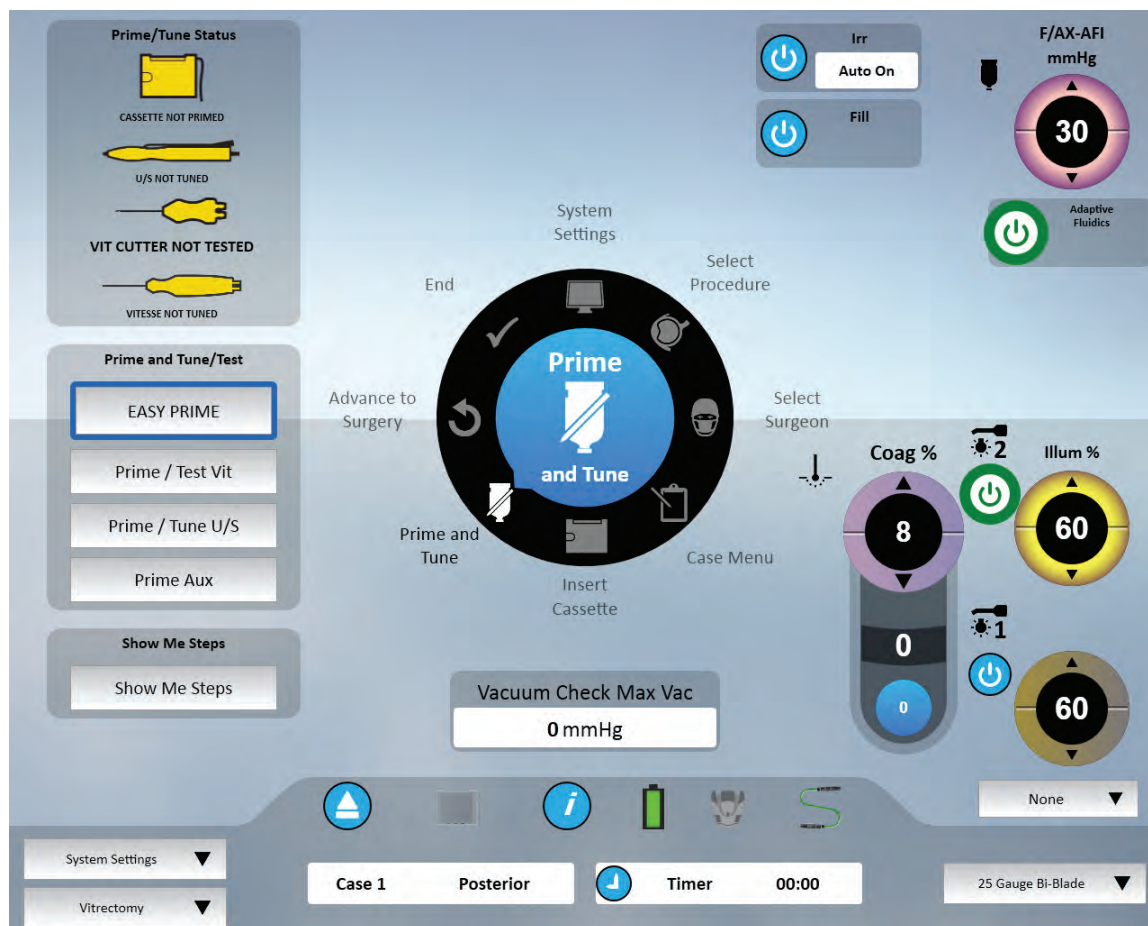 Prime/Tune Status
CASSETTE NOT PRIMED
U/S NOT TUNED
VIT CUTTER NOT TESTED
VITESSE NOT TUNED
Prime and Tune/Test
EASY PRIME
Prime / Test Vit
Prime / Tune U/S
Prime Aux
Show Me Steps
Show Me Steps
System
Settings
Select
Procedure
Select
Surgeon
Case Menu
Insert
Cassette
Prime and
Tune
Advance to
Surgery
End
Prime
and Tune
Vacuum Check Max Vac
0 mmHg
Irr
Auto On
Fill
F/AX-AFI
mmHg
30
Adaptive
Fluidics
Coag %
8
0
0
2
Illum %
60
1
60
None
System Settings
Vitrectomy
i
Case 1 Posterior
Timer 00:00
25 Gauge Bi-Blade